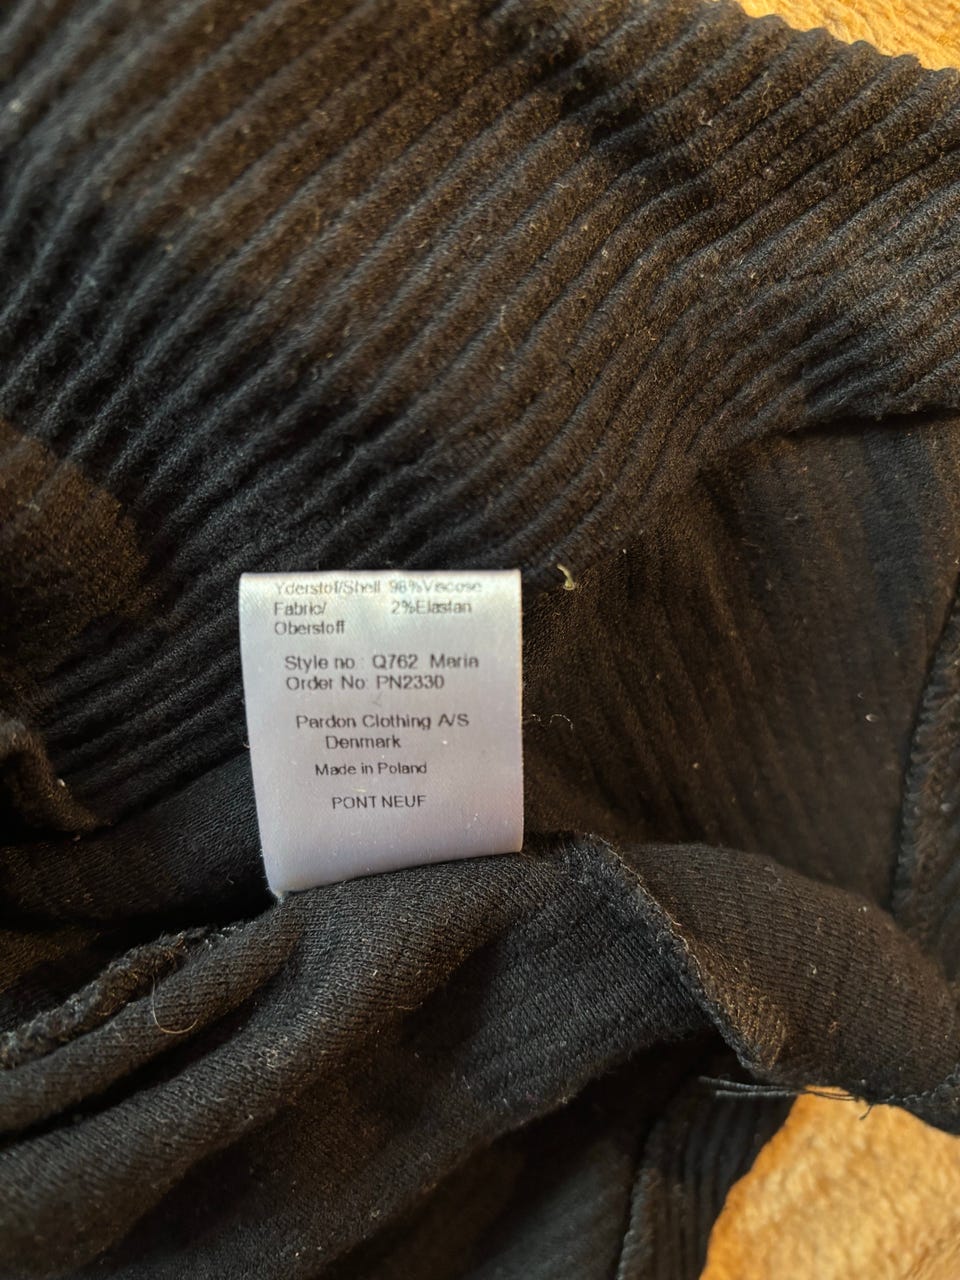 Yderstof/Shell 98%Viscose
Fabric/ 2%Elastan
Oberstoff
Style no : Q762 Maria
Order No: PN2330
Pardon Clothing A/S
Denmark
Made in Poland
PONT NEUF